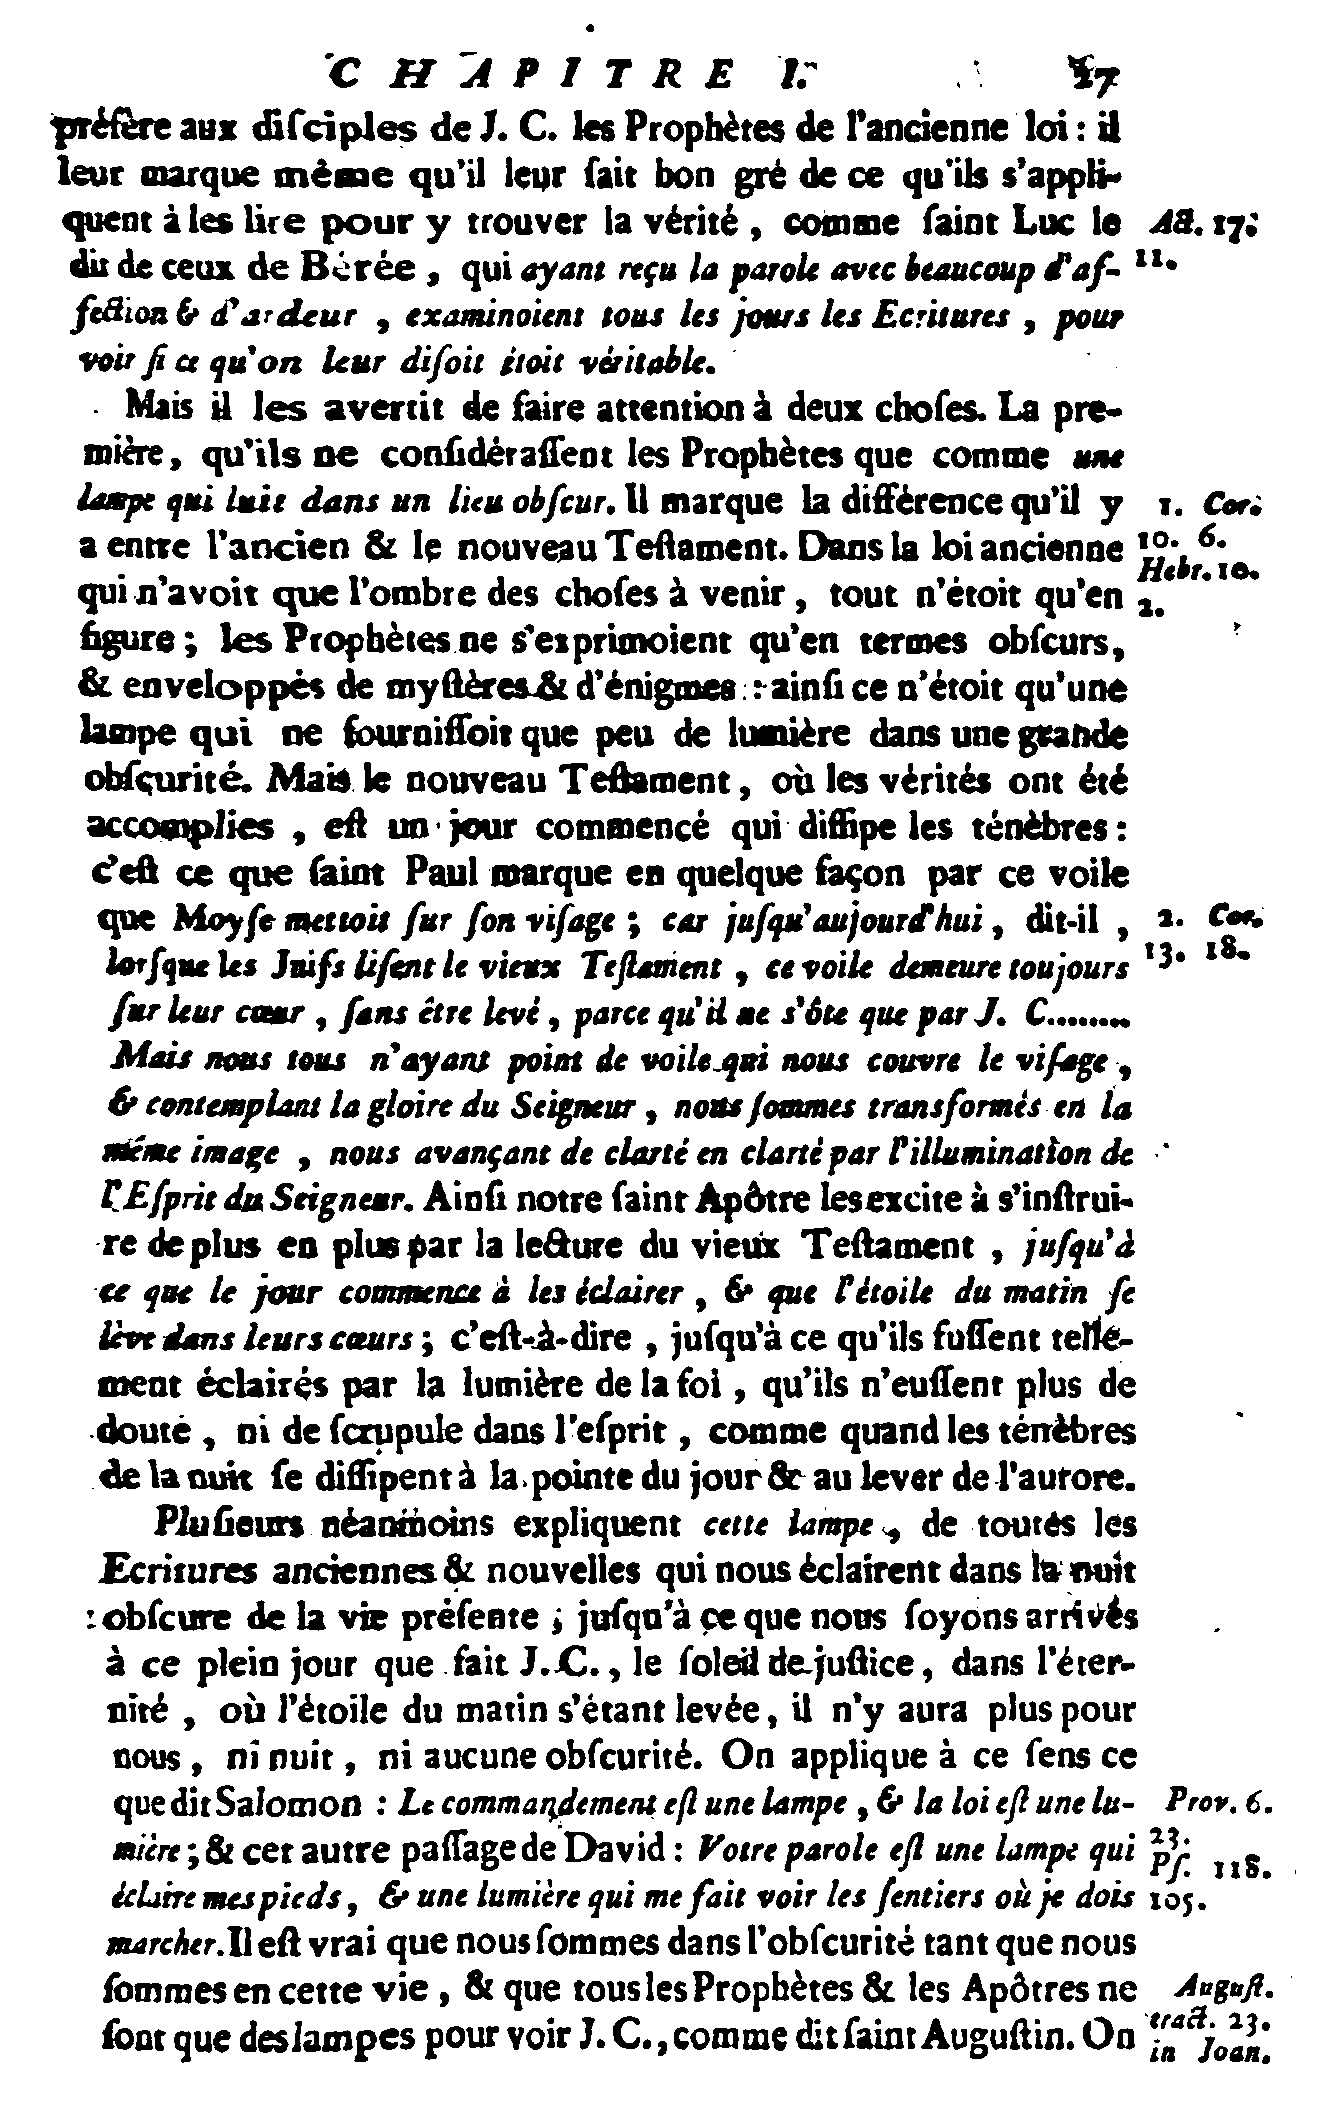 CHAPITRE I. 27
préfère aux diſciples de J. C. les Prophètes de l'ancienne loi : il
leur marque même qu'il leur ſait bon gré de ce qu'ils s'appli-
quent à les lire pour y trouver la vérité, comme ſaint Luc le
Act. 17.
dit de ceux de Bérée, qui ayant reçu la parole avec beaucoup d'af-
11.
fection & d'ardeur, examinoient tous les jours les Ecritures, pour
voir ſi ce qu'on leur diſoit étoit véritable.
Mais il les avertit de faire attention à deux choſes. La pre-
mière, qu'ils ne conſidéraſſent les Prophètes que comme une
lampe qui luit dans un lieu obſcur. Il marque la différence qu'il y
1. Cor.
a entre l'ancien & le nouveau Teſtament. Dans la loi ancienne
10. 6.
Hebr. 10.
qui n'avoit que l'ombre des choſes à venir, tout n'étoit qu'en
2.
figure ; les Prophètes ne s'exprimoient qu'en termes obſcurs,
& enveloppés de myſtères & d'énigmes : ainſi ce n'étoit qu'une
lampe qui ne fourniſſoit que peu de lumière dans une grande
obſcurité. Mais le nouveau Teſtament, où les vérités ont été
accomplies, eſt un jour commencé qui diſſipe les ténèbres :
c'eſt ce que ſaint Paul marque en quelque façon par ce voile
que Moyſe mettoit ſur ſon viſage ; car juſqu'aujourd'hui, dit-il,
2. Cor.
lorſque les Juifs liſent le vieux Teſtament, ce voile demeure toujours
13. 18.
ſur leur cœur, ſans être levé, parce qu'il ne s'ôte que par J. C........
Mais nous tous n'ayant point de voile qui nous couvre le viſage,
& contemplant la gloire du Seigneur, nous ſommes transformés en la
même image, nous avançant de clarté en clarté par l'illumination de
l'Eſprit du Seigneur. Ainſi notre ſaint Apôtre les excite à s'inſtrui-
re de plus en plus par la lecture du vieux Teſtament, juſqu'à
ce que le jour commence à les éclairer, & que l'étoile du matin ſe
lève dans leurs cœurs ; c'eſt-à-dire, juſqu'à ce qu'ils fuſſent telle-
ment éclairés par la lumière de la foi, qu'ils n'euſſent plus de
doute, ni de ſcrupule dans l'eſprit, comme quand les ténèbres
de la nuit ſe diſſipent à la pointe du jour & au lever de l'aurore.
Pluſieurs néanmoins expliquent cette lampe, de toutes les
Ecritures anciennes & nouvelles qui nous éclairent dans la nuit
obſcure de la vie préſente ; juſqu'à ce que nous ſoyons arrivés
à ce plein jour que fait J. C., le ſoleil de juſtice, dans l'éter-
nité, où l'étoile du matin s'étant levée, il n'y aura plus pour
nous, ni nuit, ni aucune obſcurité. On applique à ce ſens ce
que dit Salomon : Le commandement eſt une lampe, & la loi eſt une lu-
Prov. 6.
mière ; & cet autre paſſage de David : Votre parole eſt une lampe qui
23.
Pſ. 118.
éclaire mes pieds, & une lumière qui me fait voir les ſentiers où je dois
105.
marcher. Il eſt vrai que nous ſommes dans l'obſcurité tant que nous
ſommes en cette vie, & que tous les Prophètes & les Apôtres ne
Auguſt.
ſont que des lampes pour voir J. C., comme dit ſaint Auguſtin. On
tract. 23.
in Joan.